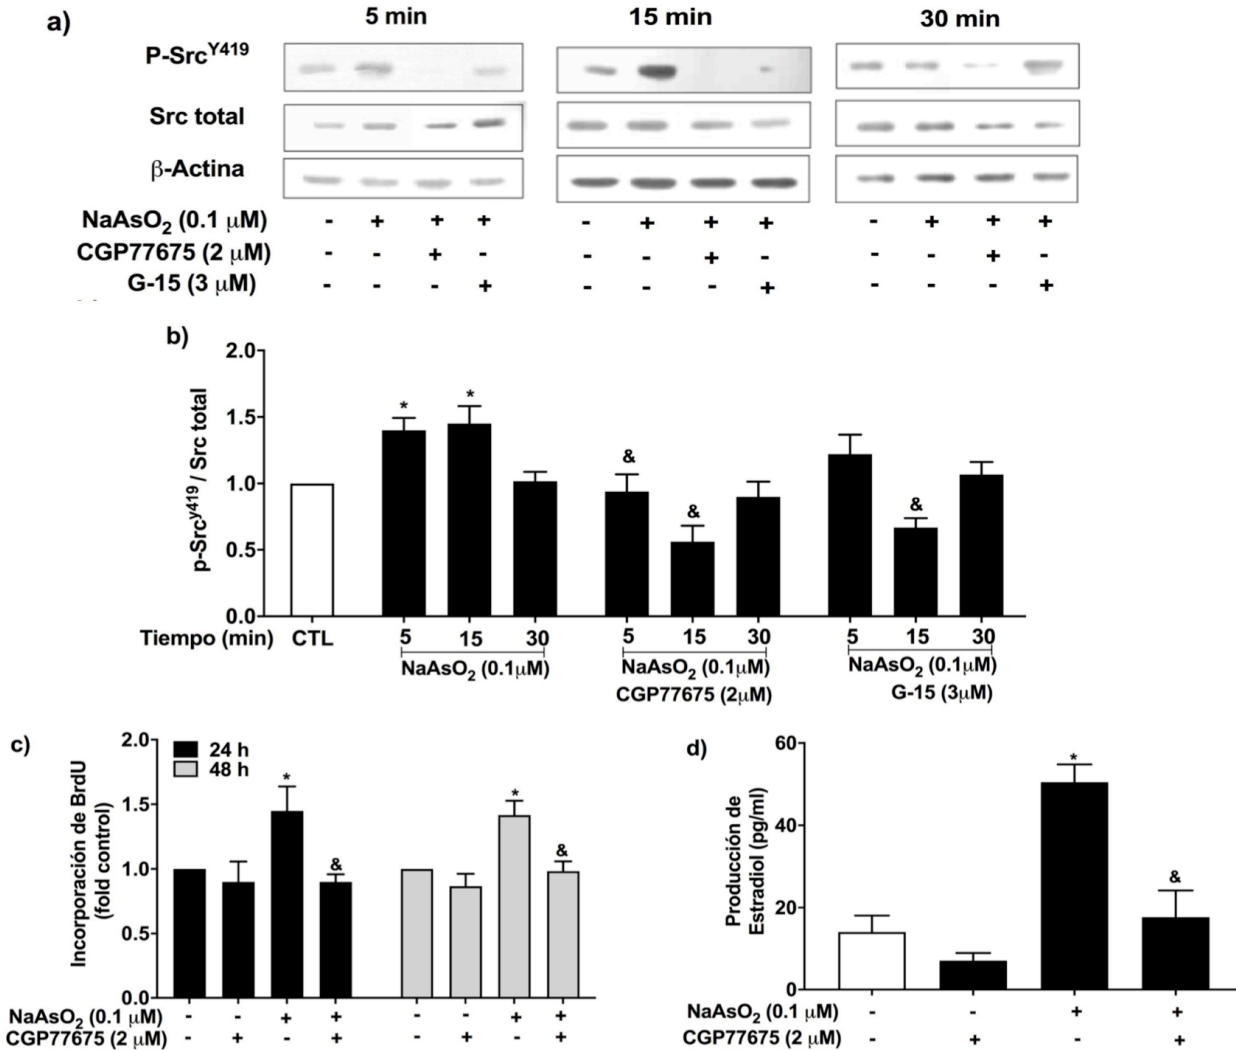 a)
5 min 15 min 30 min
P-Src^Y419
Src total
β-Actina
NaAsO₂ (0.1 μM) - + + + - + + + - + + +
CGP77675 (2 μM) - - + - - - + - - - + -
G-15 (3 μM) - - - + - - - + - - - +
b)
2.0
1.5
1.0
0.5
0.0
p-Src^y419 / Src total
* * & & &
Tiempo (min) CTL 5 15 30 5 15 30 5 15 30
NaAsO₂ (0.1μM) NaAsO₂ (0.1μM) NaAsO₂ (0.1μM)
CGP77675 (2μM) G-15 (3μM)
c)
24 h
48 h
2.0
1.5
1.0
0.5
0.0
Incorporación de BrdU
(fold control)
* & * &
NaAsO₂ (0.1 μM) - - + + - - + +
CGP77675 (2 μM) - + - + - + - +
d)
60
40
20
0
Producción de
Estradiol (pg/ml)
* &
NaAsO₂ (0.1 μM) - - + +
CGP77675 (2 μM) - + - +